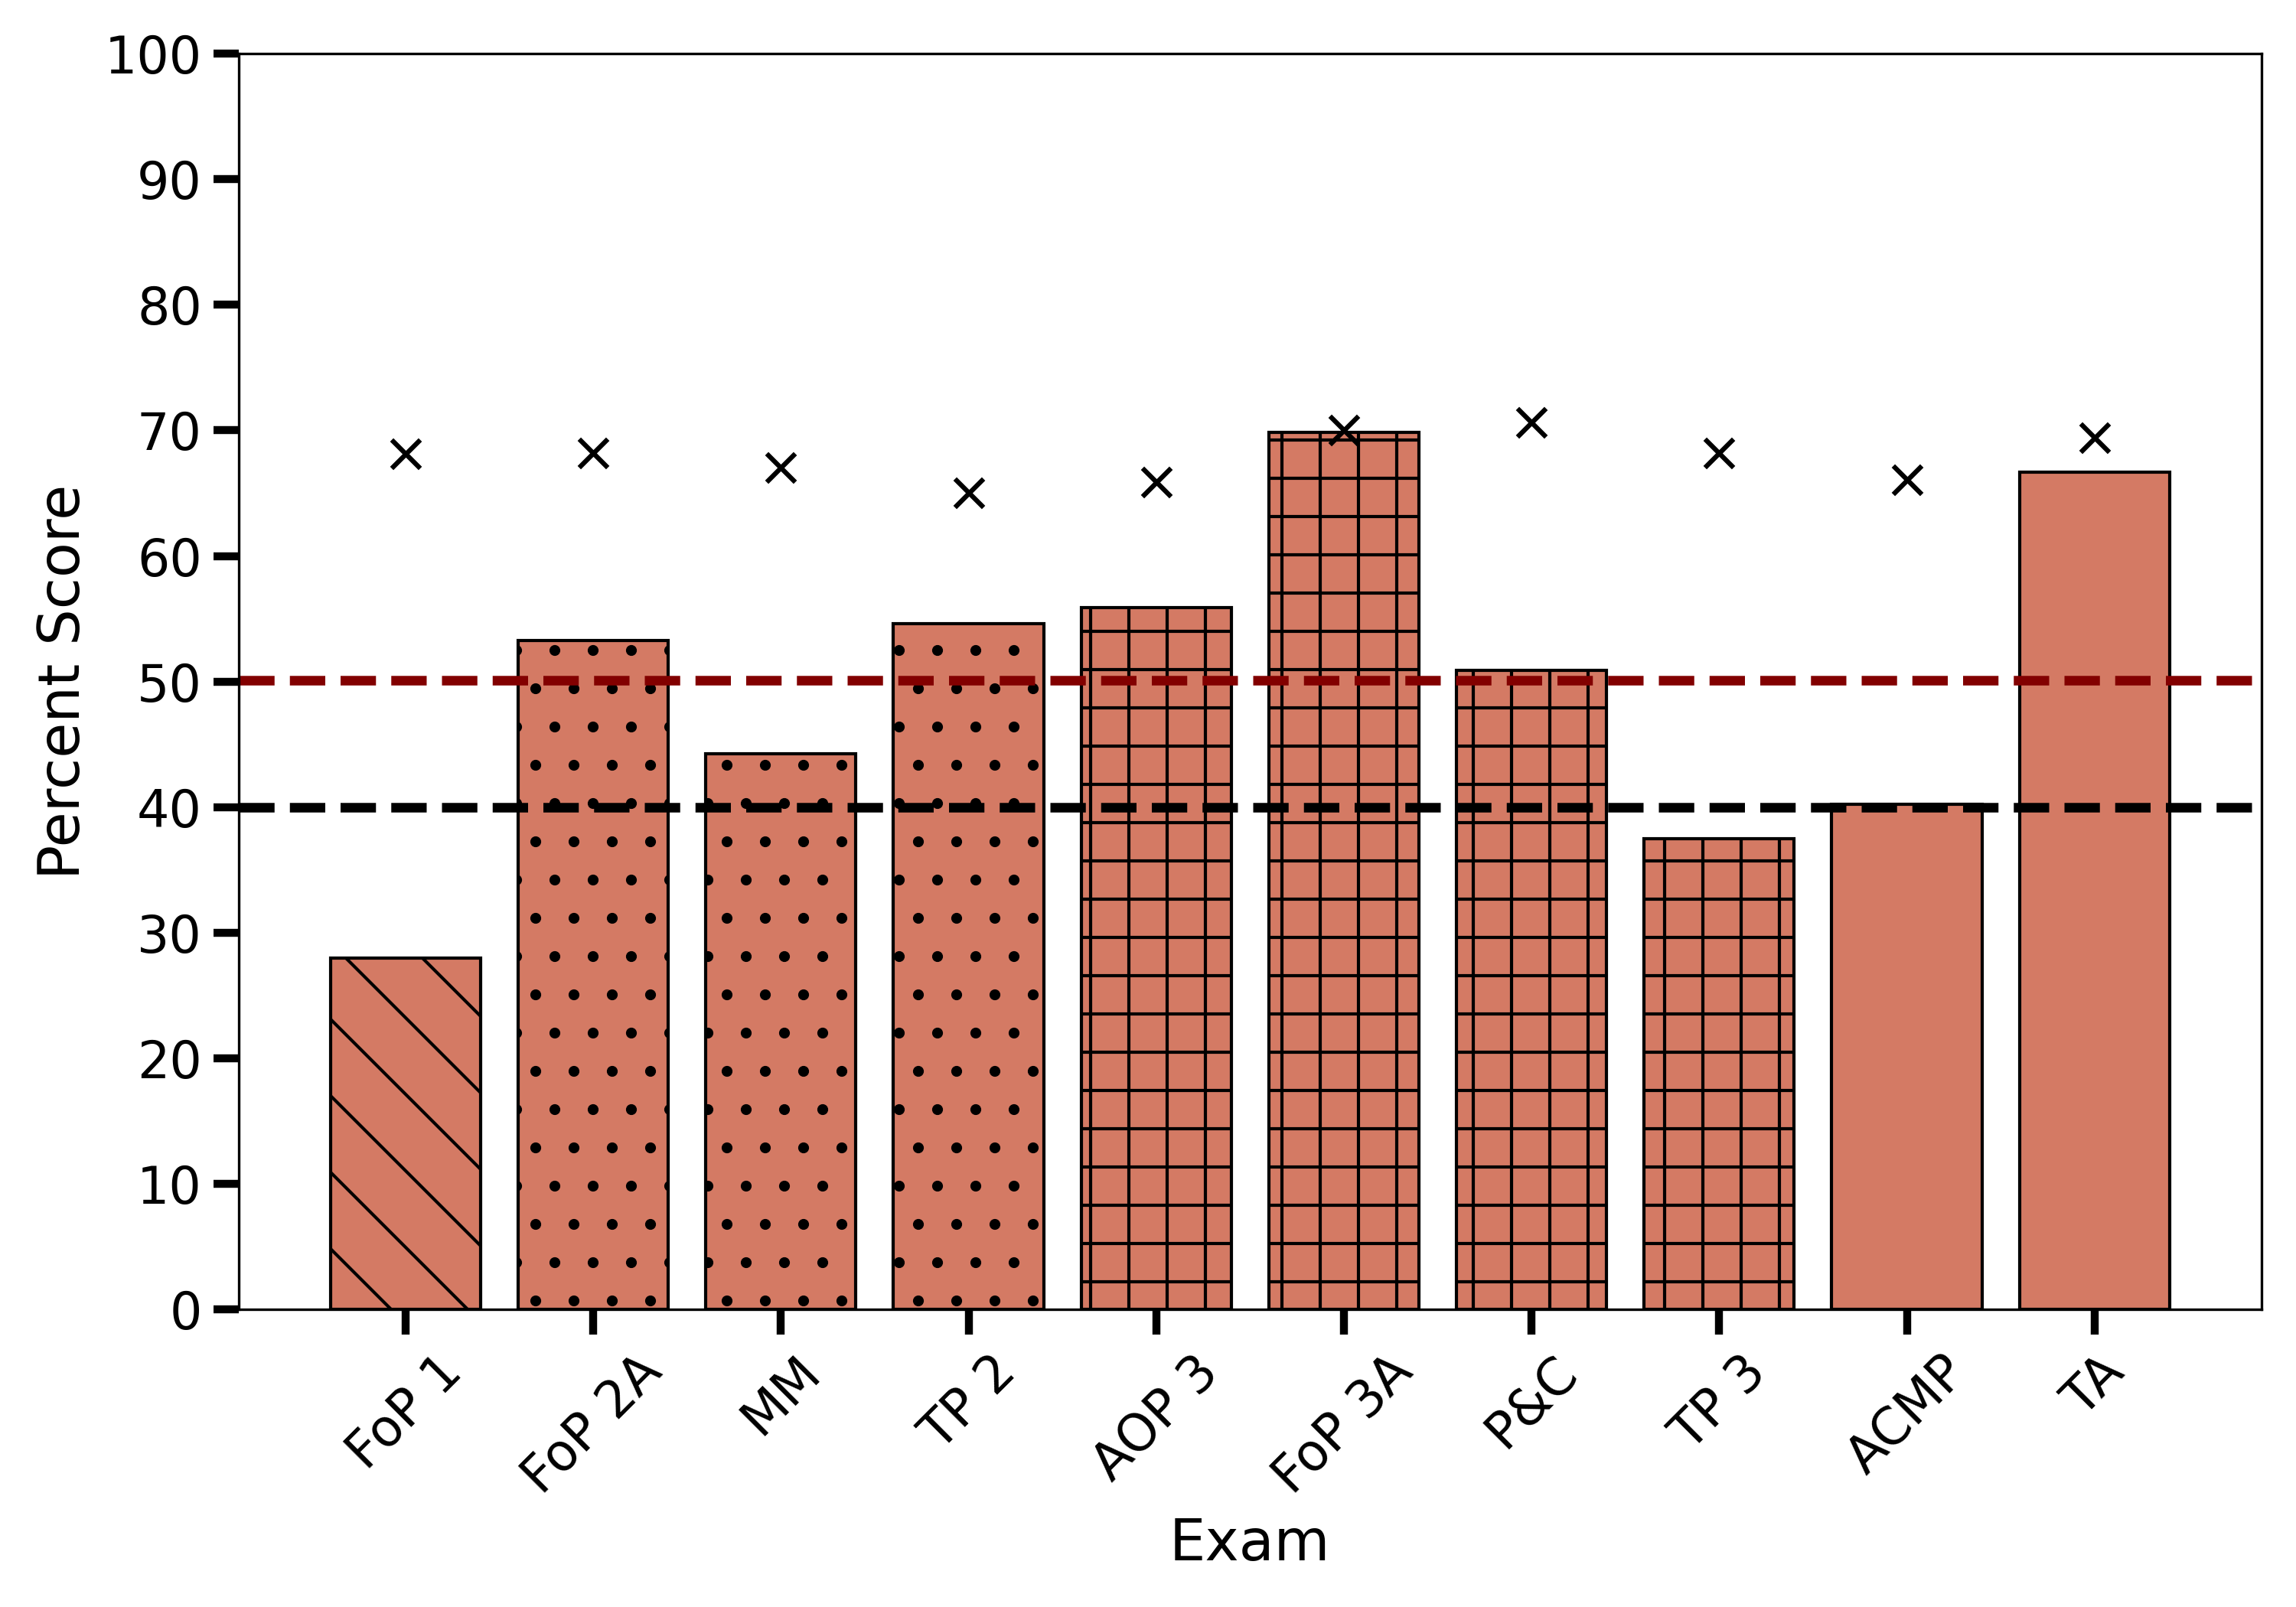 100
90
80
70
60
50
40
30
20
10
0
Percent Score
FoP 1
FoP 2A
MM
TP 2
AOP 3
FoP 3A
P&C
TP 3
ACMP
TA
Exam